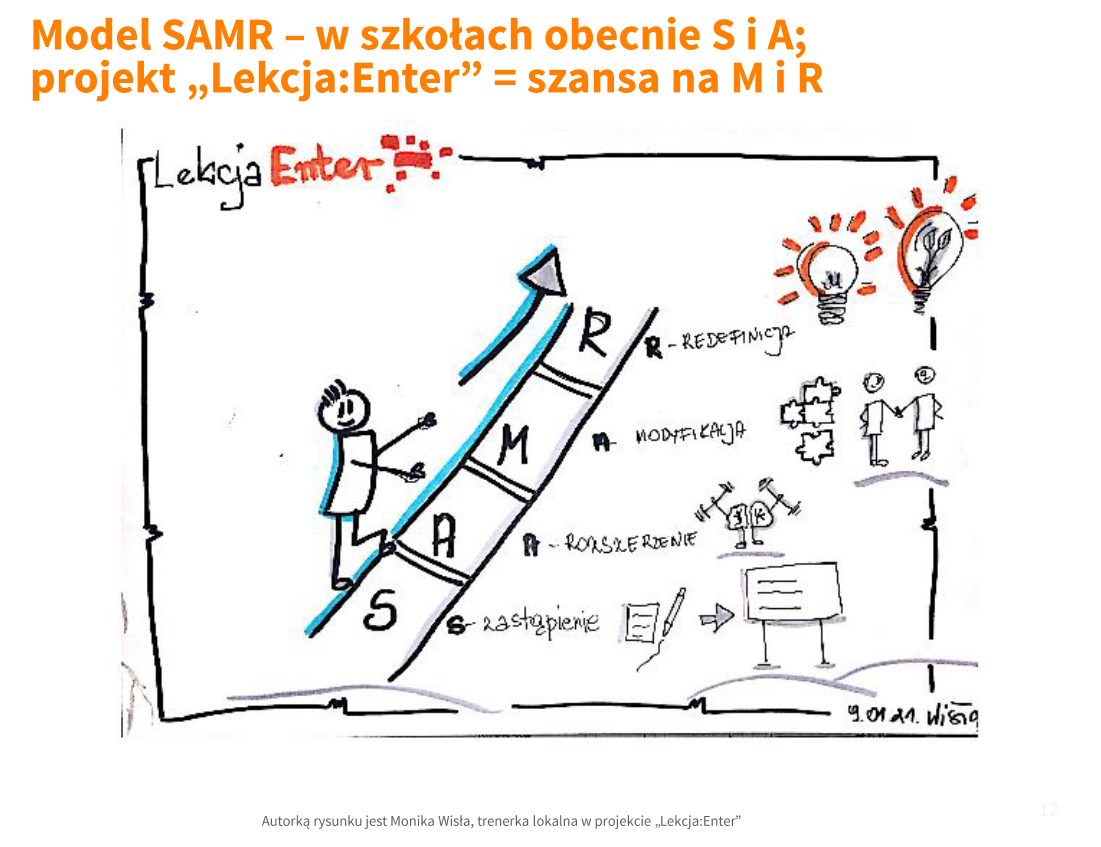 Model SAMR – w szkołach obecnie S i A;
projekt „Lekcja:Enter” = szansa na M i R
Lekcja Enter
R
R - REDEFINICJA
M
M - MODYFIKACJA
A
A - ROZSZERZENIE
S
S - zastąpienie
9.01.21. Wisła
Autorką rysunku jest Monika Wisła, trenerka lokalna w projekcie „Lekcja:Enter”
12